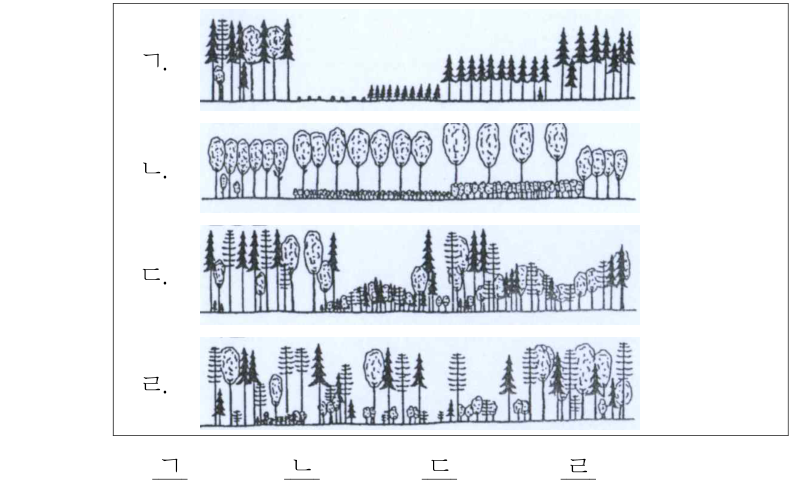 ㄱ.
ㄴ.
ㄷ.
ㄹ.
ㄱ ㄴ ㄷ ㄹ